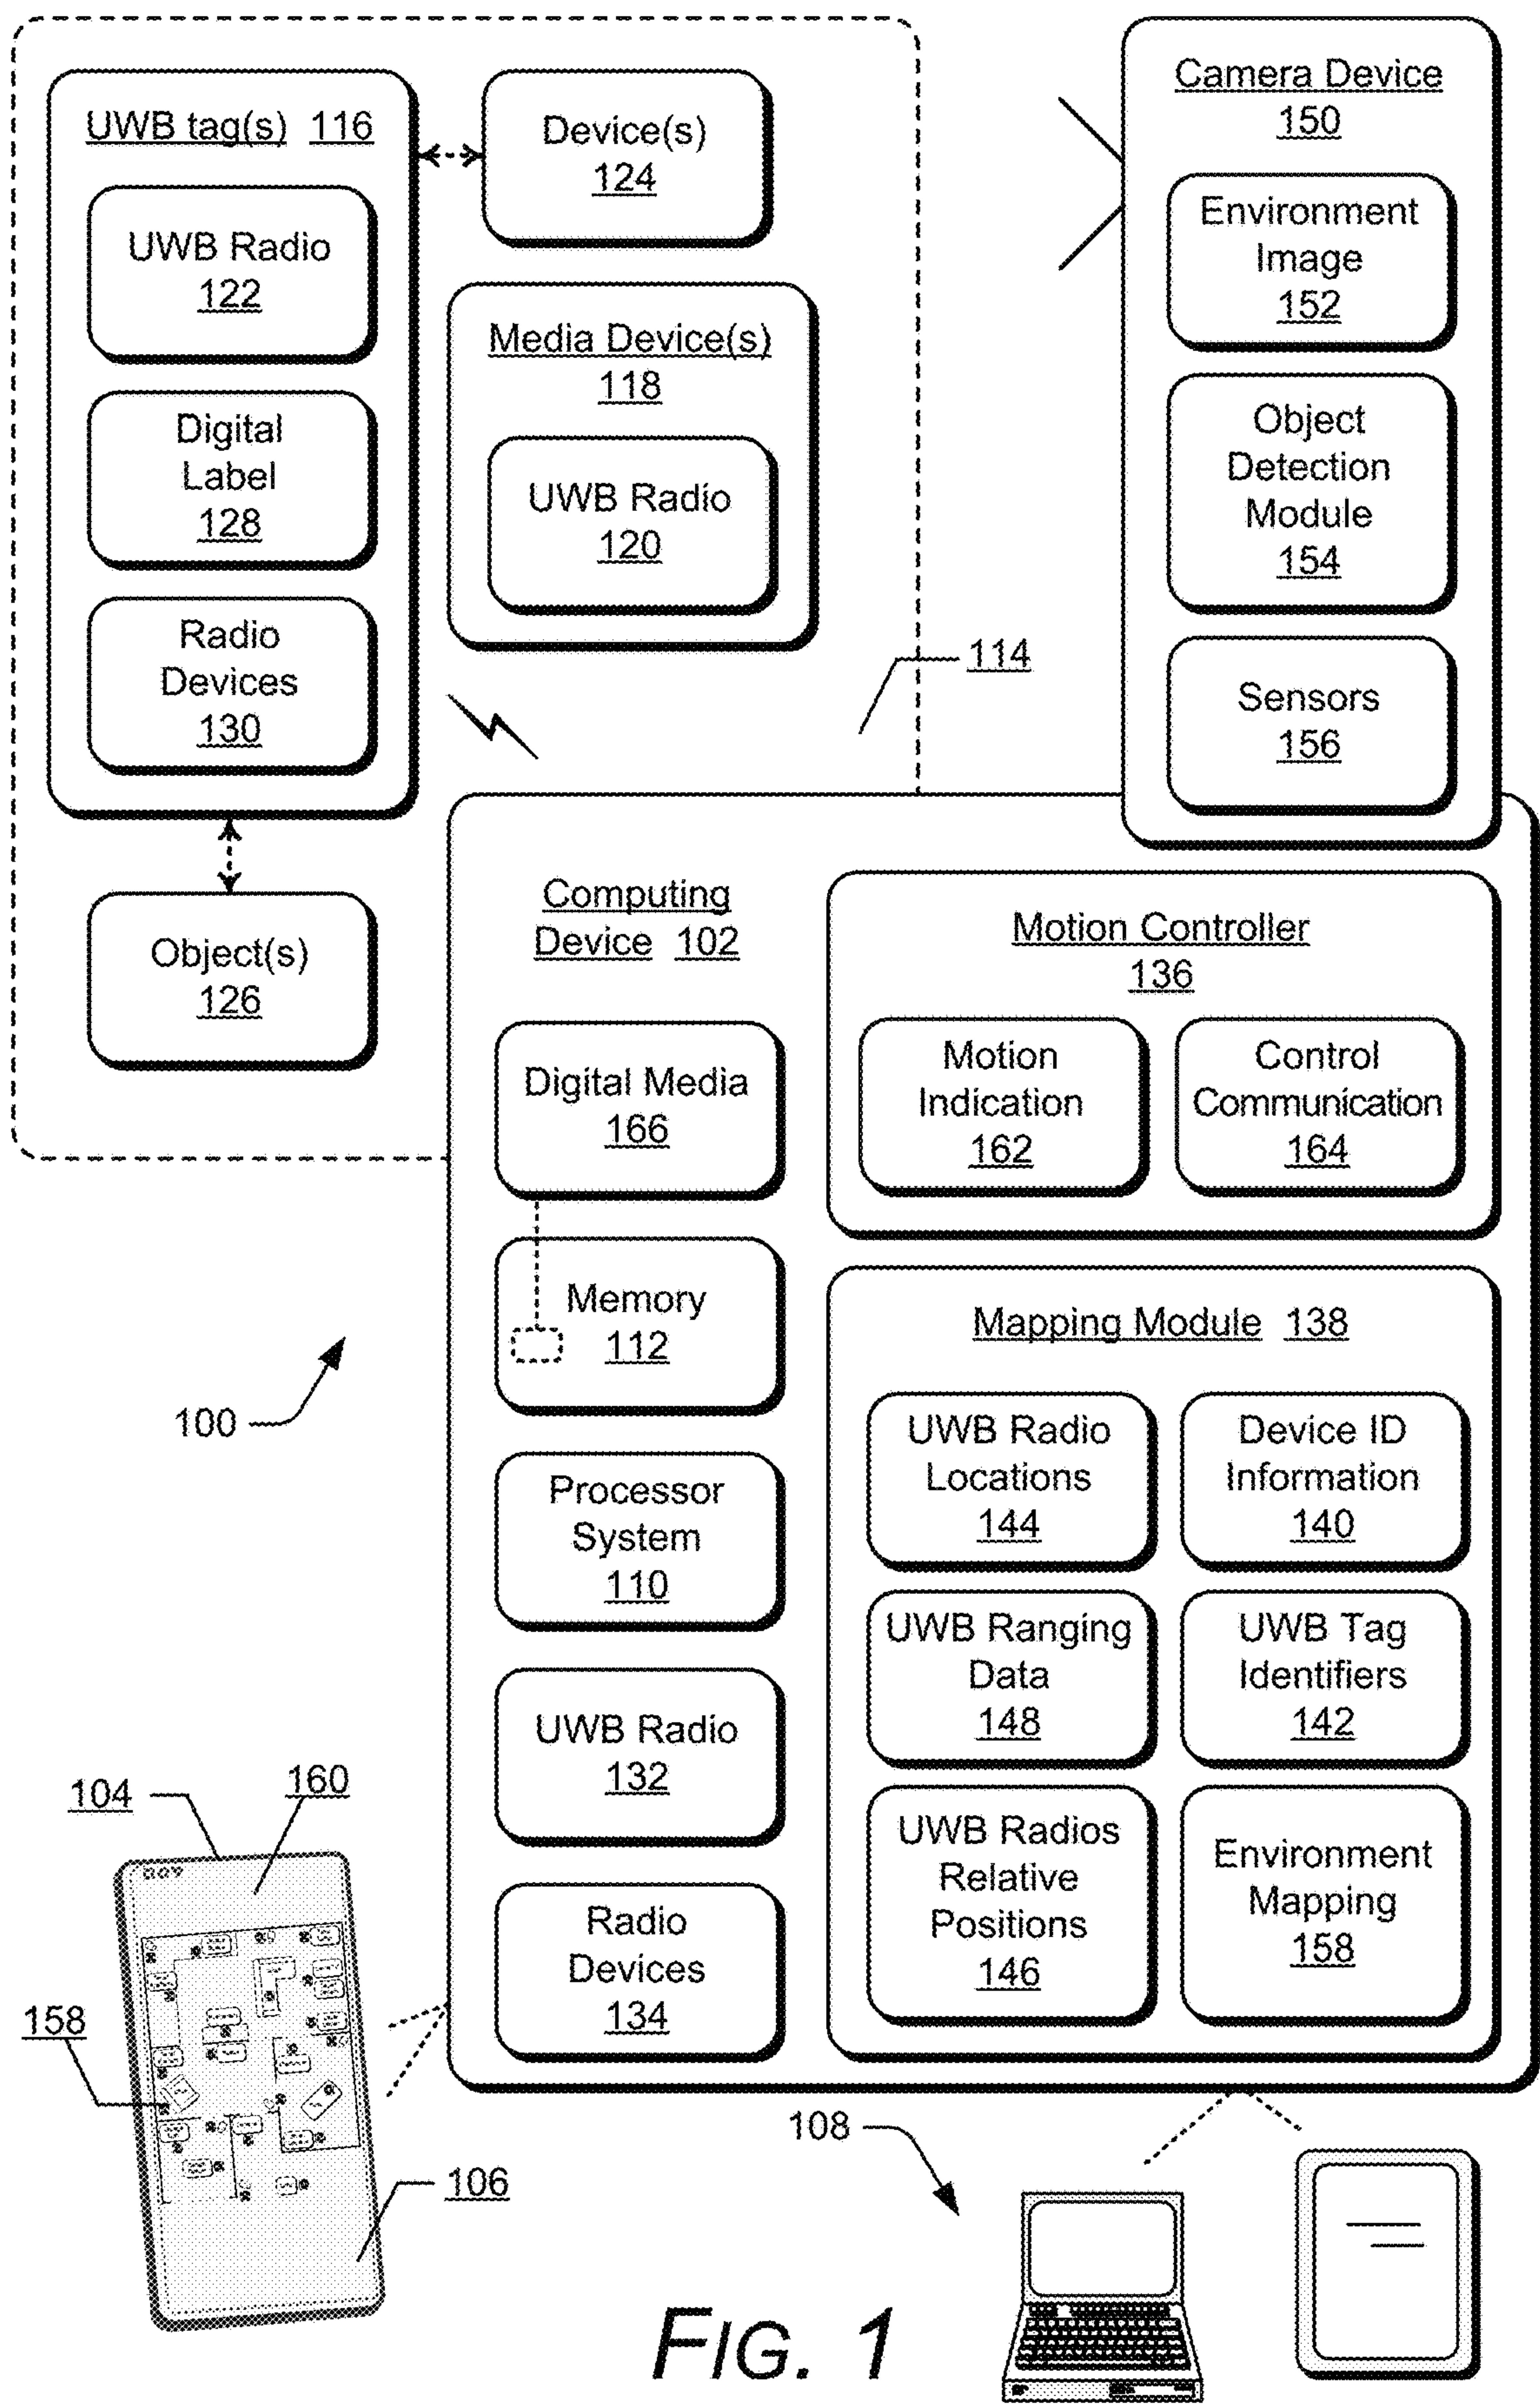 UWB tag(s) 116
UWB Radio
122
Digital
Label
128
Radio
Devices
130
Device(s)
124
Media Device(s)
118
UWB Radio
120
Object(s)
126
114
Camera Device
150
Environment
Image
152
Object
Detection
Module
154
Sensors
156
Computing
Device 102
Digital Media
166
Memory
112
Processor
System
110
UWB Radio
132
Radio
Devices
134
Motion Controller
136
Motion
Indication
162
Control
Communication
164
Mapping Module 138
UWB Radio
Locations
144
Device ID
Information
140
UWB Ranging
Data
148
UWB Tag
Identifiers
142
UWB Radios
Relative
Positions
146
Environment
Mapping
158
100
104
160
158
106
108
FIG. 1